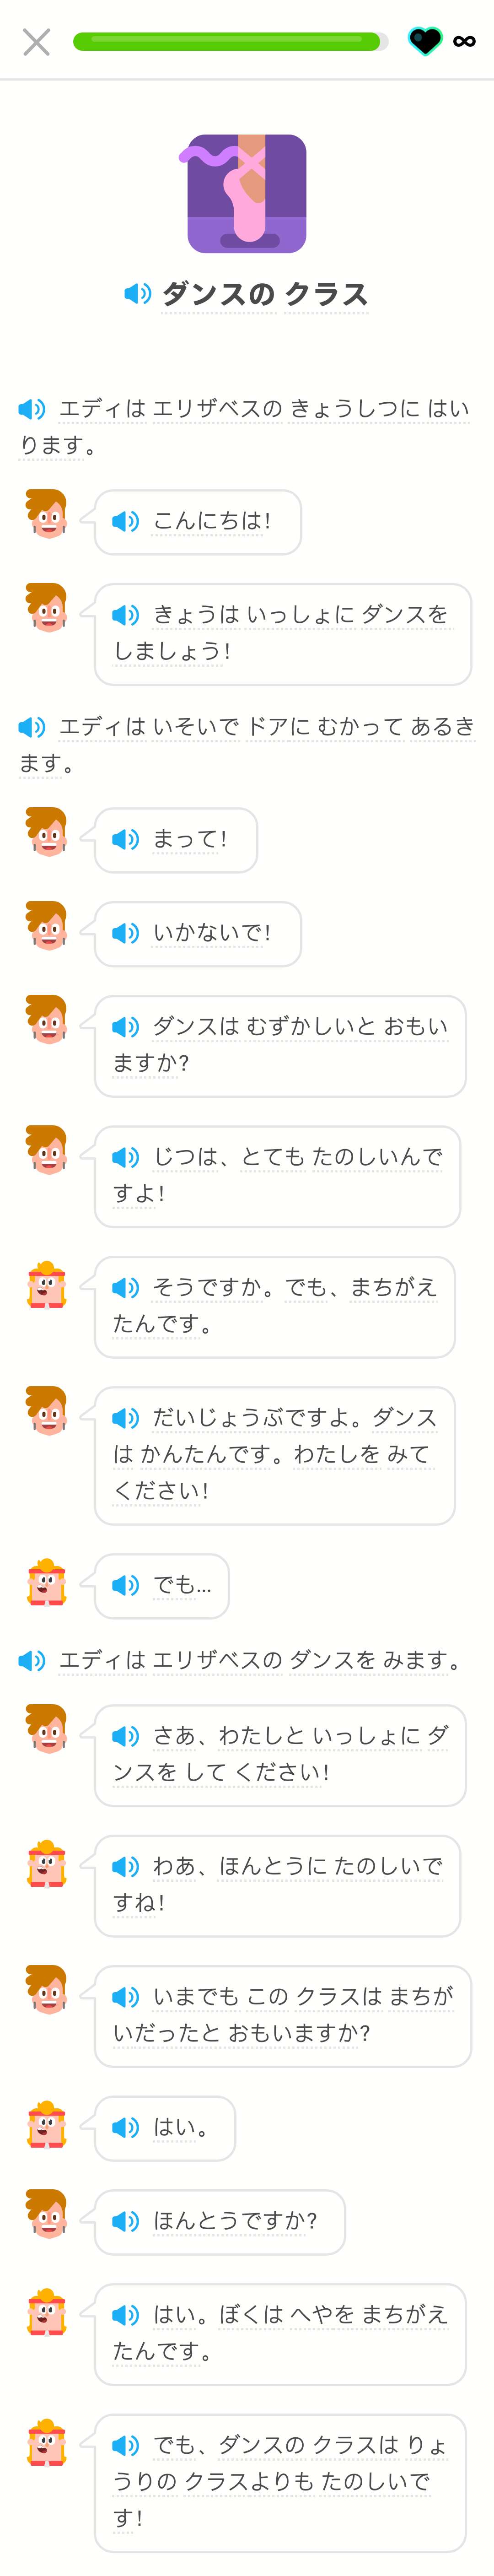 ∞
ダンスの クラス
エディは エリザベスの きょうしつに はい
ります。
こんにちは!
きょうは いっしょに ダンスを
しましょう!
エディは いそいで ドアに むかって あるき
ます。
まって!
いかないで!
ダンスは むずかしいと おもい
ますか?
じつは、とても たのしいんで
すよ!
そうですか。でも、まちがえ
たんです。
だいじょうぶですよ。ダンス
は かんたんです。わたしを みて
ください!
でも...
エディは エリザベスの ダンスを みます。
さあ、わたしと いっしょに ダ
ンスを して ください!
わあ、ほんとうに たのしいで
すね!
いまでも この クラスは まちが
いだったと おもいますか?
はい。
ほんとうですか?
はい。ぼくは へやを まちがえ
たんです。
でも、ダンスの クラスは りょ
うりの クラスよりも たのしいで
す!